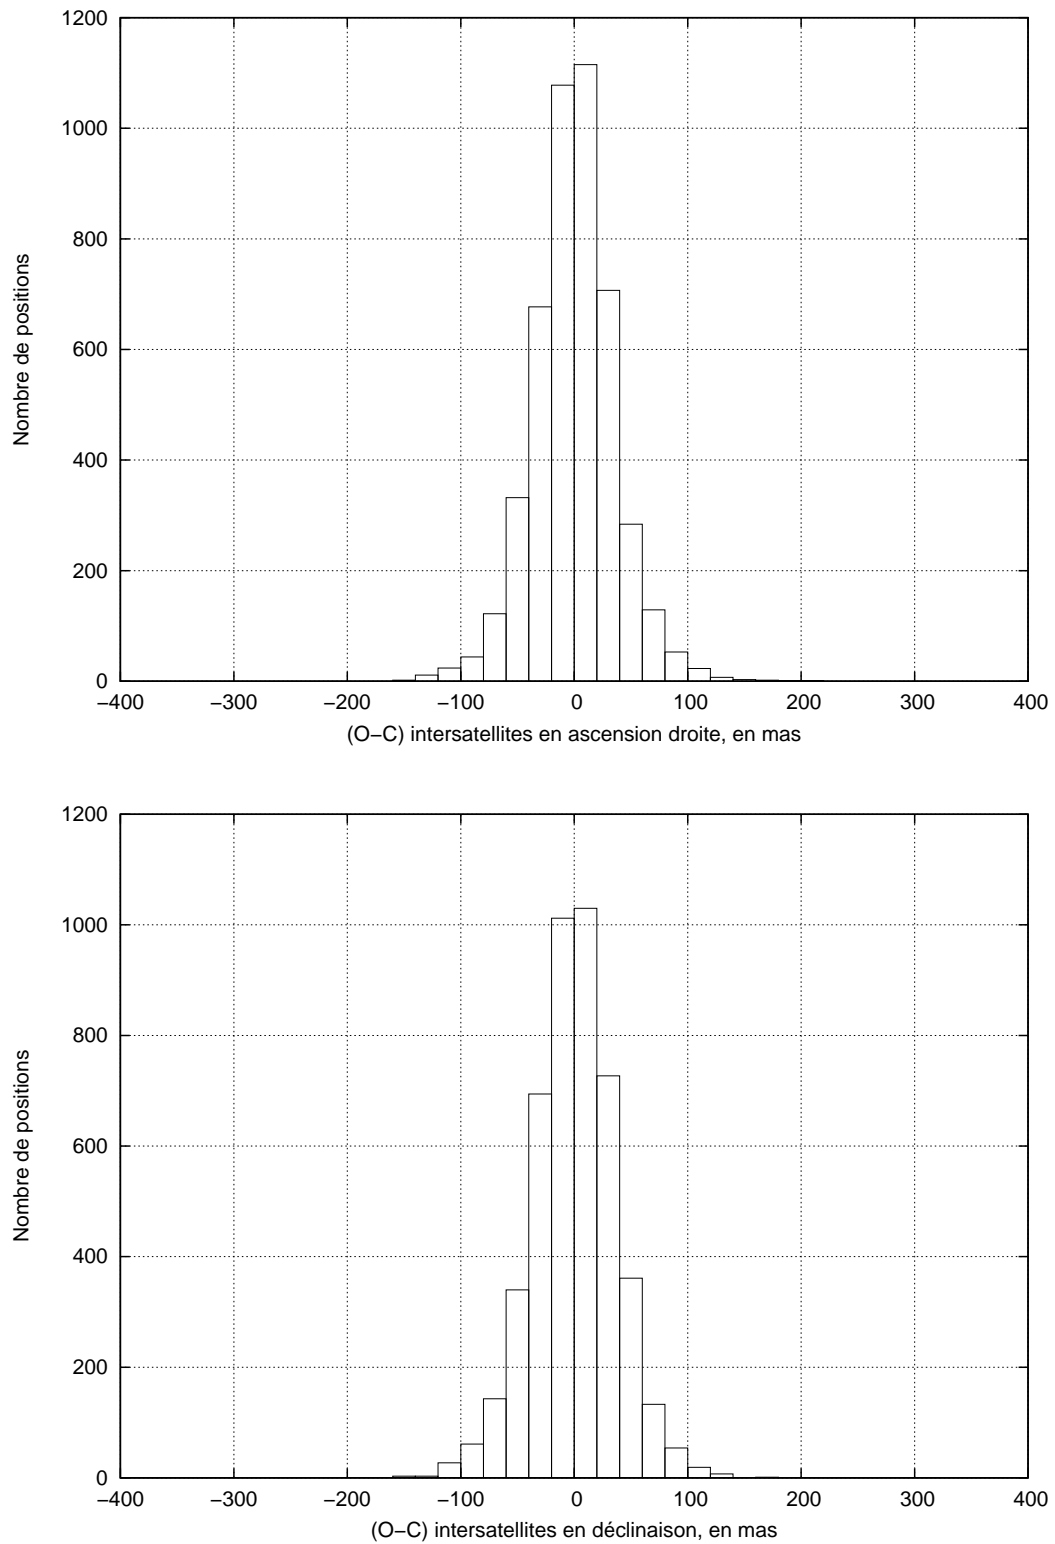 1200
1000
800
600
400
200
0
Nombre de positions
−400 −300 −200 −100 0 100 200 300 400
(O−C) intersatellites en ascension droite, en mas
1200
1000
800
600
400
200
0
Nombre de positions
−400 −300 −200 −100 0 100 200 300 400
(O−C) intersatellites en déclinaison, en mas